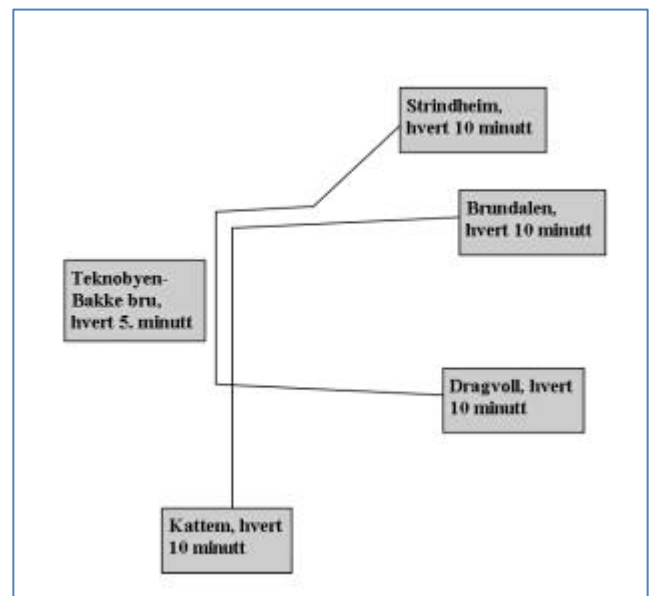 Strindheim,
hvert 10 minutt
Brundalen,
hvert 10 minutt
Teknobyen-
Bakke bru,
hvert 5. minutt
Dragvoll, hvert
10 minutt
Kattem, hvert
10 minutt